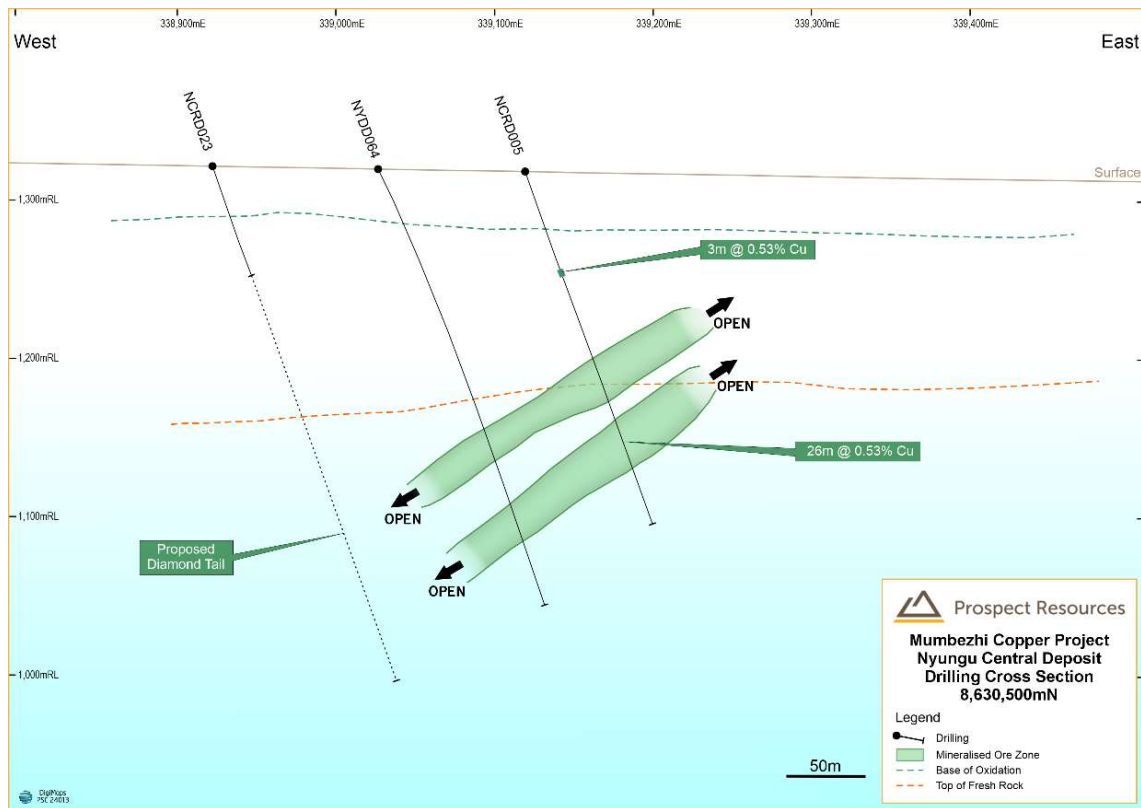 338,900mE
339,000mE
339,100mE
339,200mE
339,300mE
339,400mE
West
East
NCRD023
NYDD064
NCRD005
Surface
1,300mRL
3m @ 0.53% Cu
OPEN
1,200mRL
OPEN
26m @ 0.53% Cu
1,100mRL
OPEN
Proposed
Diamond Tail
OPEN
1,000mRL
Prospect Resources
Mumbezhi Copper Project
Nyungu Central Deposit
Drilling Cross Section
8,630,500mN
Legend
Drilling
Mineralised Ore Zone
Base of Oxidation
Top of Fresh Rock
50m
DigiMaps
PSC 24013